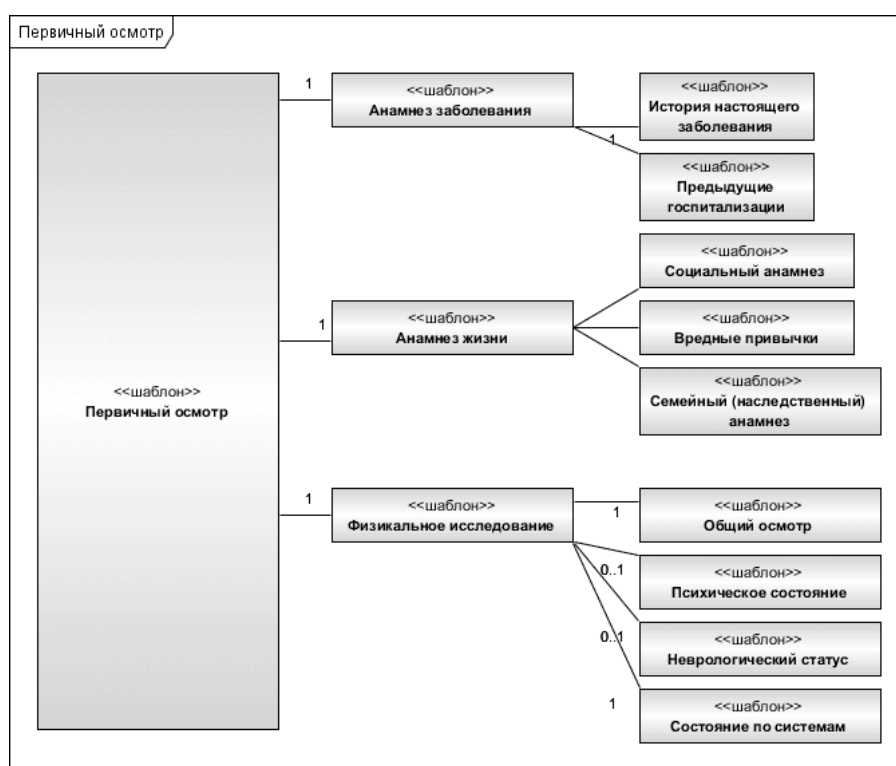 Первичный осмотр
<<шаблон>>
Первичный осмотр
1
<<шаблон>>
Анамнез заболевания
1
<<шаблон>>
История настоящего
заболевания
<<шаблон>>
Предыдущие
госпитализации
1
<<шаблон>>
Анамнез жизни
<<шаблон>>
Социальный анамнез
<<шаблон>>
Вредные привычки
<<шаблон>>
Семейный (наследственный)
анамнез
1
<<шаблон>>
Физикальное исследование
1
<<шаблон>>
Общий осмотр
0..1
<<шаблон>>
Психическое состояние
0..1
<<шаблон>>
Неврологический статус
1
<<шаблон>>
Состояние по системам